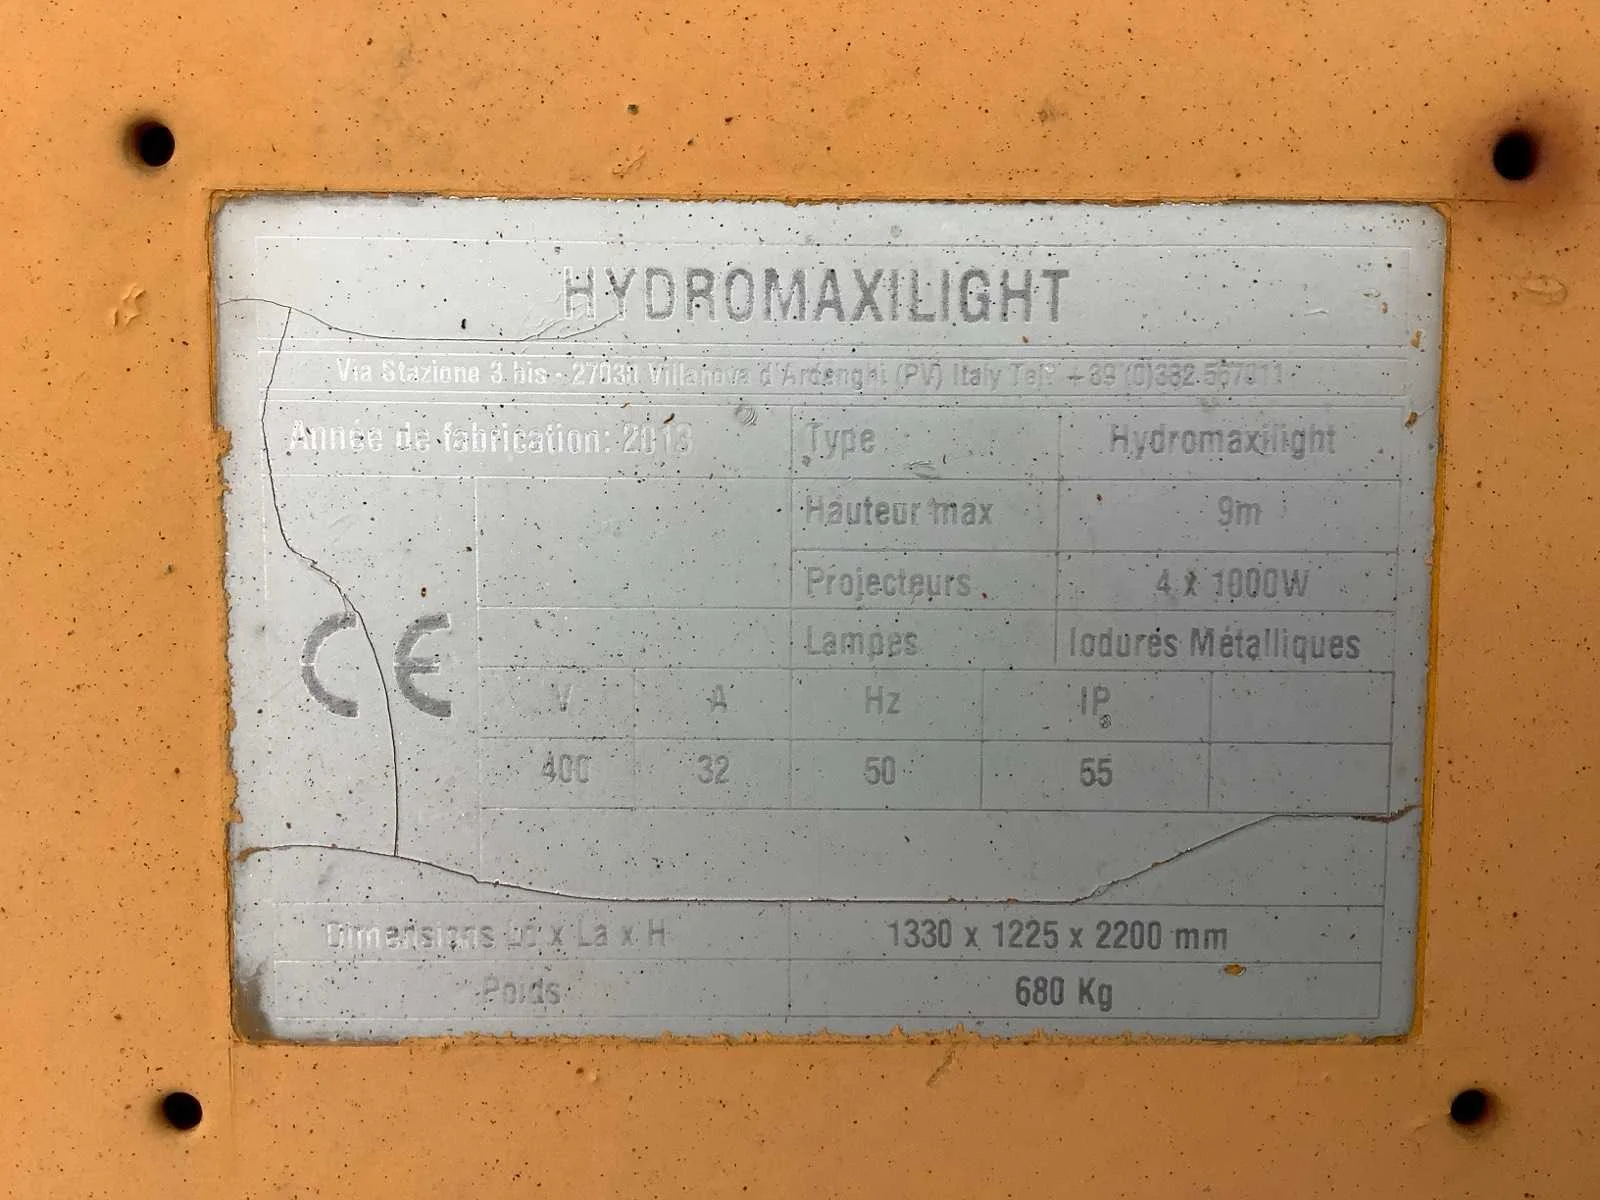 HYDROMAXILIGHT
Via Stazione 3 bis - 27030 Villanova d'Ardenghi (PV) Italy Tel° +39 (0)382 567011
Année de fabrication: 2013 Type Hydromaxilight
Hauteur max 9m
Projecteurs 4 x 1000W
CE
Lampes Iodures Métalliques
V A Hz IP
400 32 50 55
Dimensions Lo x La x H 1330 x 1225 x 2200 mm
Poids 680 Kg